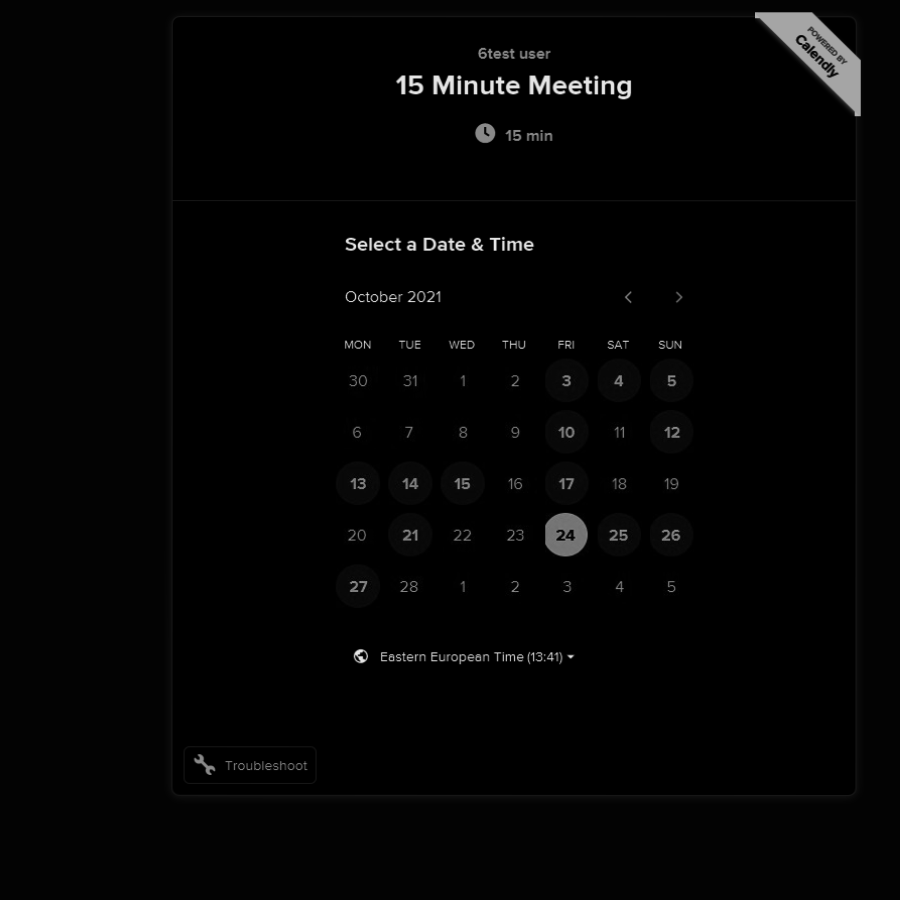 POWERED BY
Calendly
6test user
15 Minute Meeting
15 min
Select a Date & Time
October 2021
MON TUE WED THU FRI SAT SUN
30 31 1 2 3 4 5
6 7 8 9 10 11 12
13 14 15 16 17 18 19
20 21 22 23 24 25 26
27 28 1 2 3 4 5
Eastern European Time (13:41)
Troubleshoot